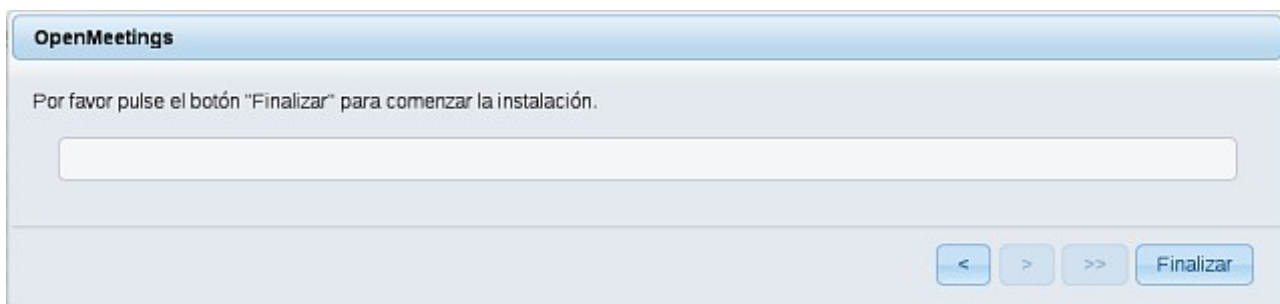 OpenMeetings
Por favor pulse el botón "Finalizar" para comenzar la instalación.
< > >> Finalizar